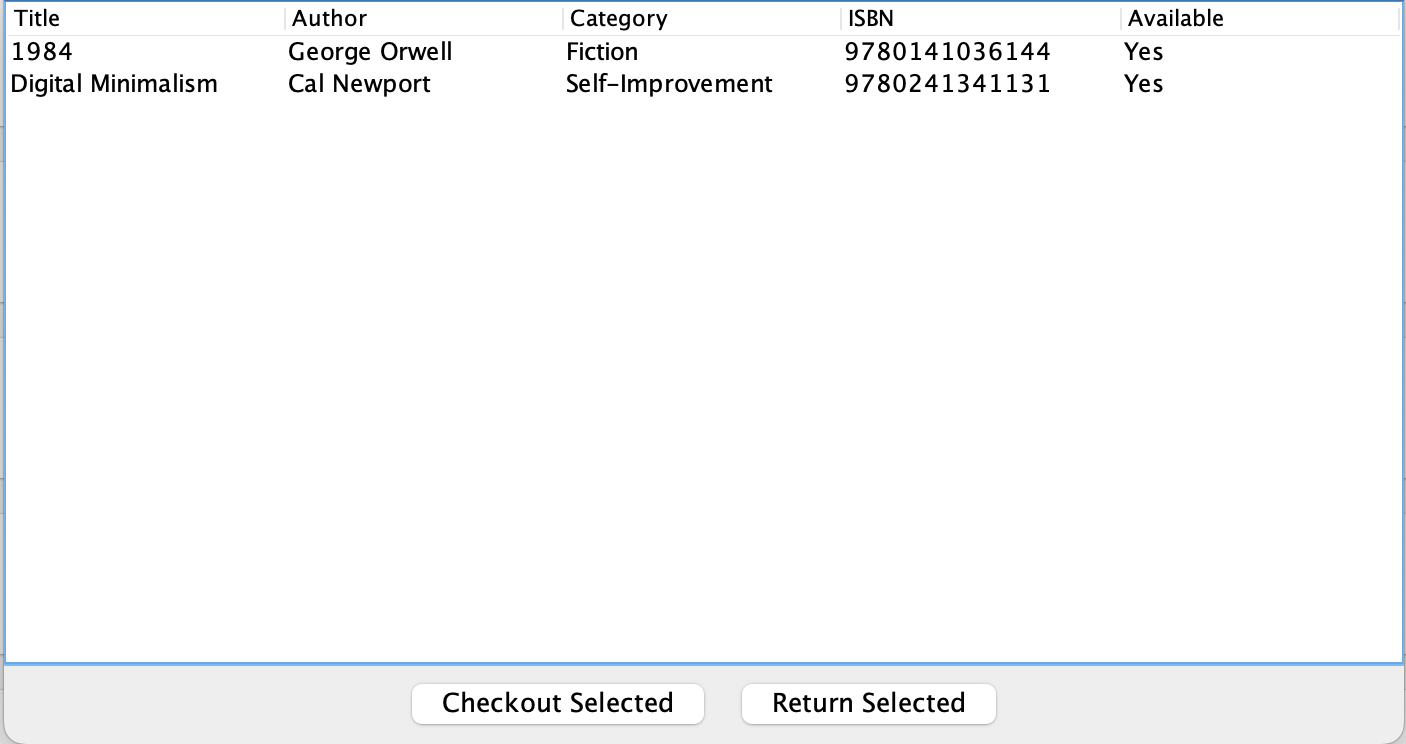 Title Author Category ISBN Available
1984 George Orwell Fiction 9780141036144 Yes
Digital Minimalism Cal Newport Self-Improvement 9780241341131 Yes
Checkout Selected Return Selected